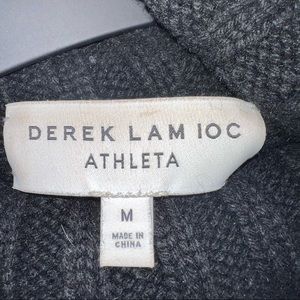 DEREK LAM 10C
ATHLETA
M
MADE IN
CHINA